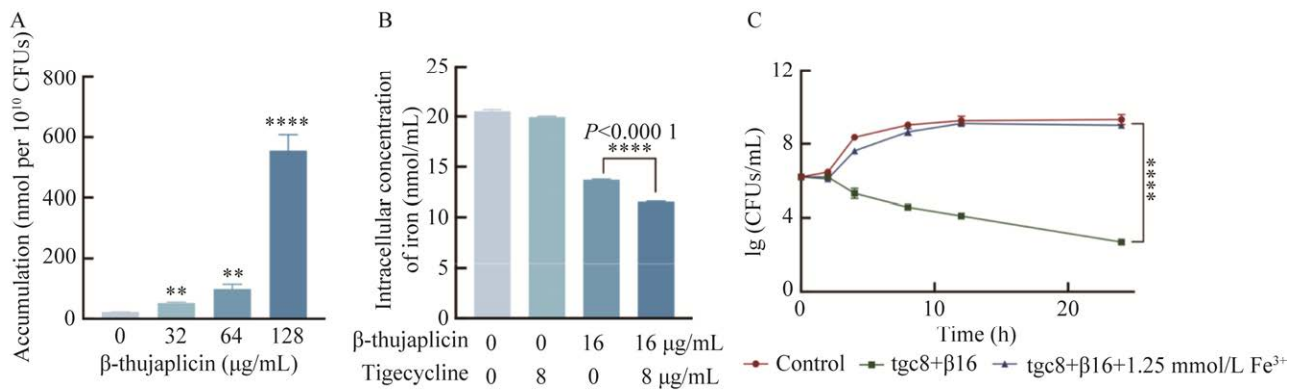 A
Accumulation (nmol per 10¹⁰ CFUs)
800
600
400
200
0
**
**
****
0 32 64 128
β-thujaplicin (μg/mL)
B
Intracellular concentration
of iron (nmol/mL)
25
20
15
10
5
0
P<0.000 1
****
β-thujaplicin 0 0 16 16 μg/mL
Tigecycline 0 8 0 8 μg/mL
C
lg (CFUs/mL)
12
8
4
0
****
0 10 20
Time (h)
Control tgc8+β16 tgc8+β16+1.25 mmol/L Fe³⁺